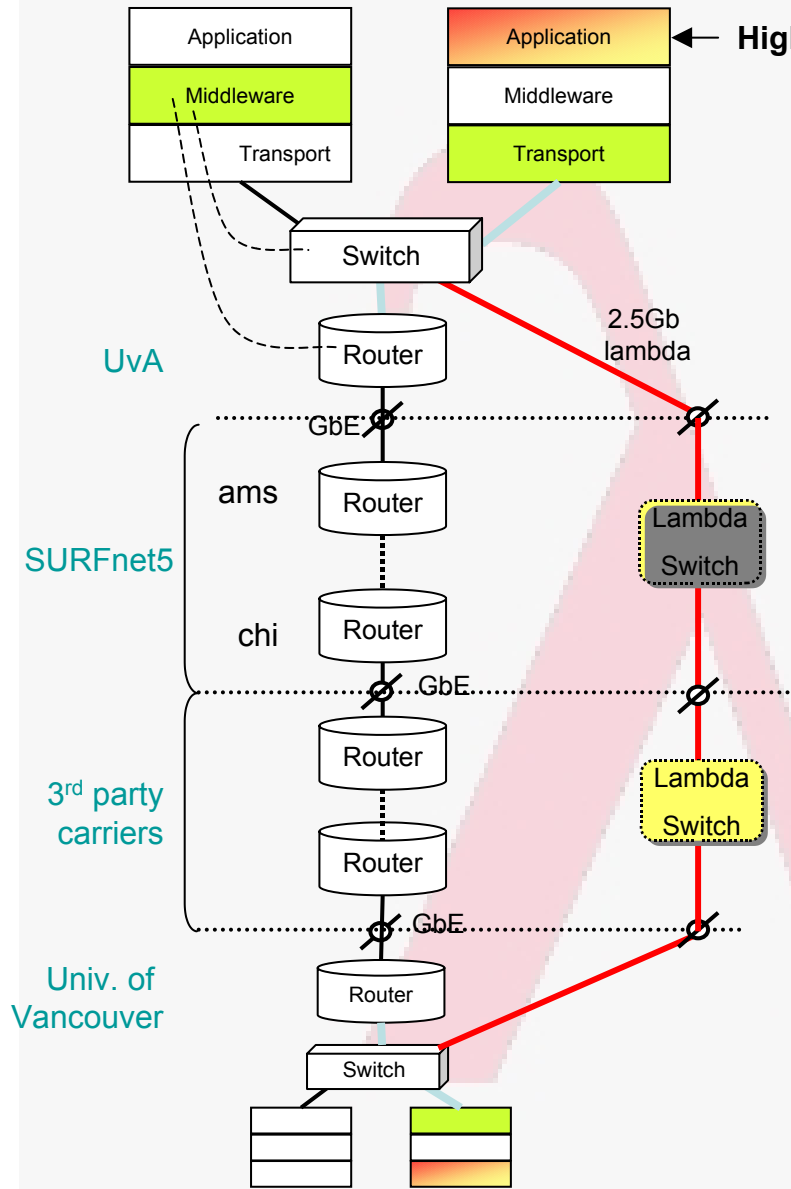 Application
Application
Middleware
Middleware
Transport
Transport
Switch
2.5Gb
lambda
UvA
Router
GbE
ams
Router
Lambda
Switch
SURFnet5
chi
Router
GbE
Router
3rd party
carriers
Lambda
Switch
Router
GbE
Univ. of
Vancouver
Router
Switch